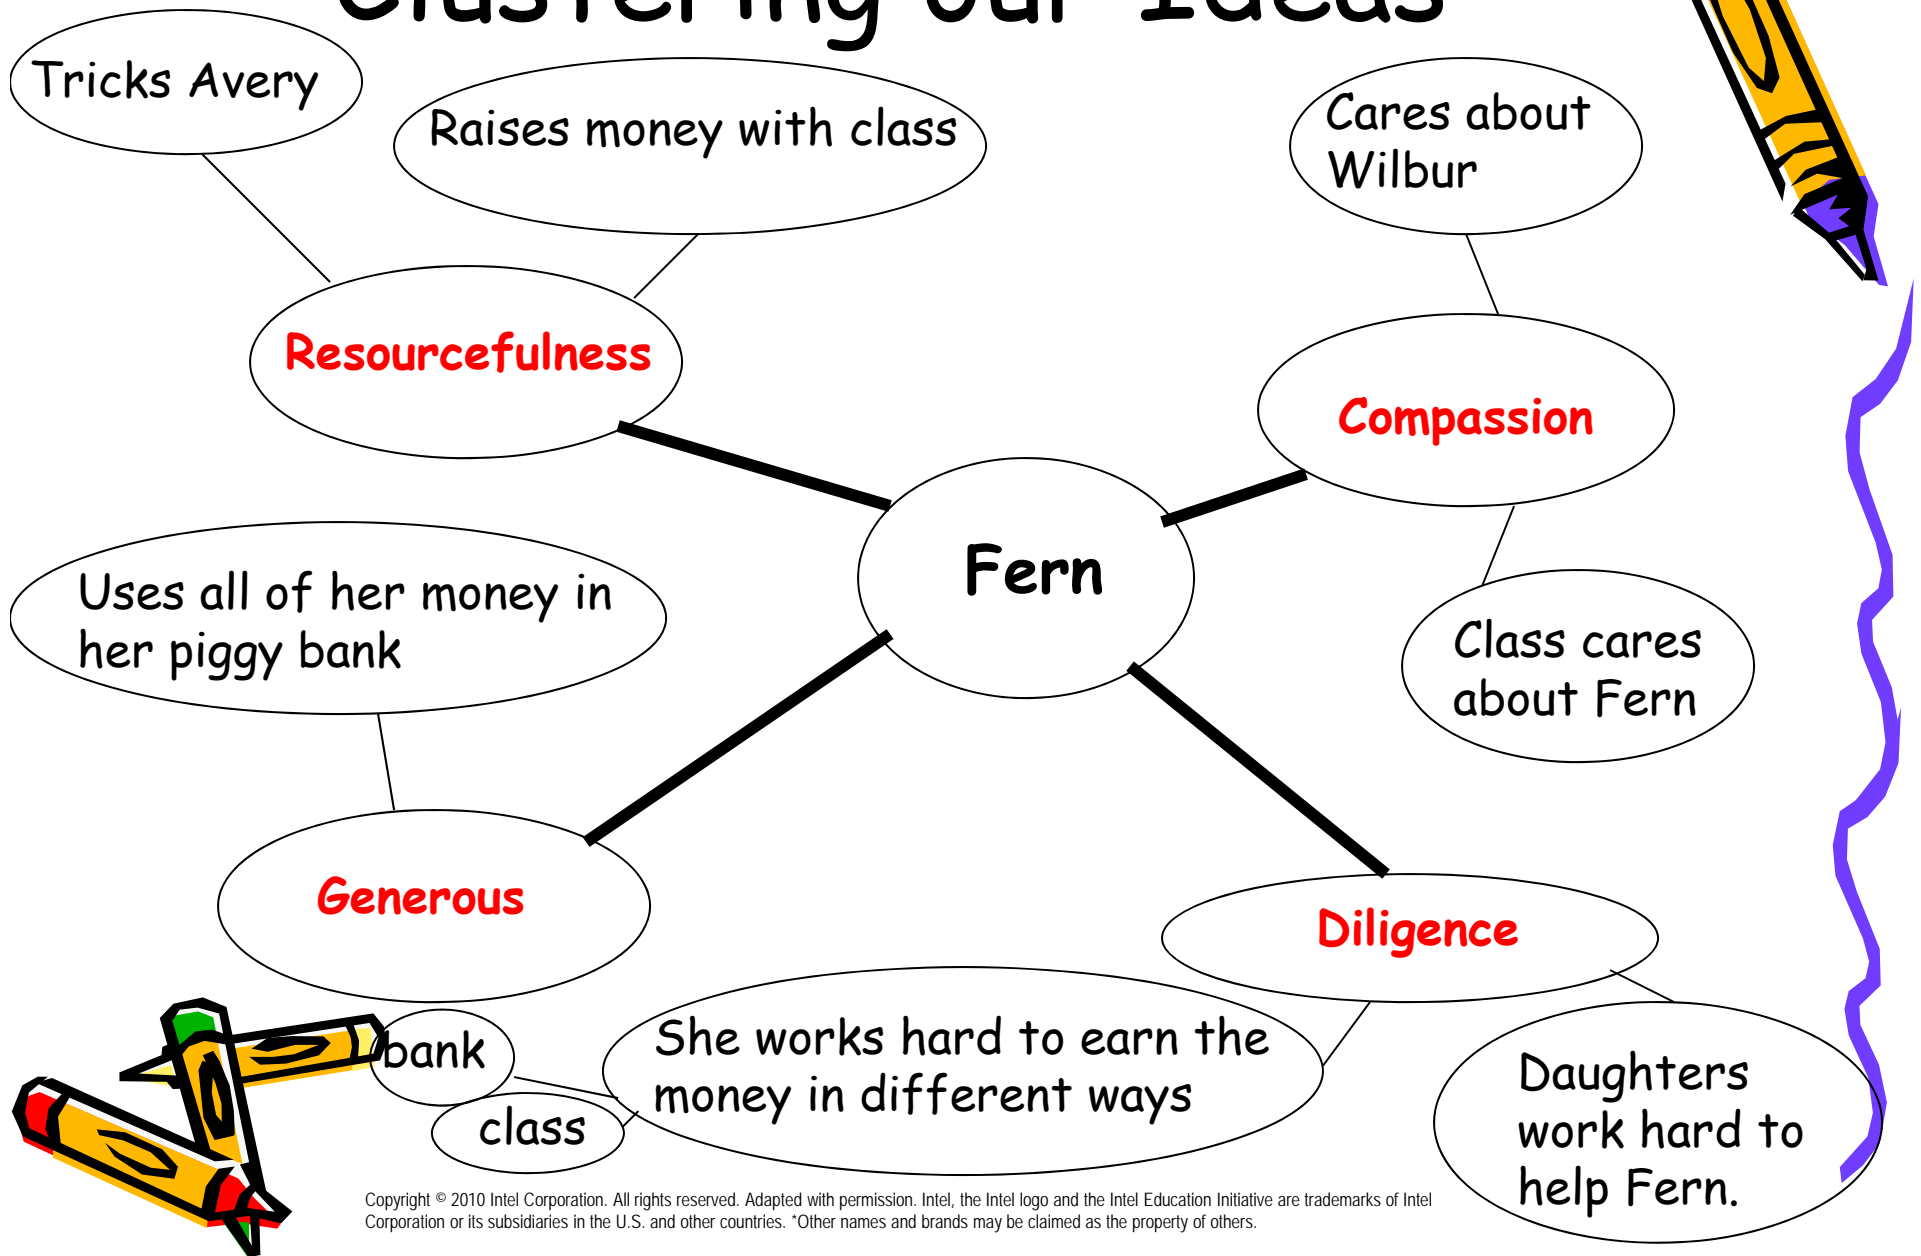 Clustering our Ideas
Tricks Avery
Raises money with class
Cares about
Wilbur
Resourcefulness
Compassion
Fern
Uses all of her money in
her piggy bank
Class cares
about Fern
Generous
Diligence
bank
class
She works hard to earn the
money in different ways
Daughters
work hard to
help Fern.
Copyright © 2010 Intel Corporation. All rights reserved. Adapted with permission. Intel, the Intel logo and the Intel Education Initiative are trademarks of Intel
Corporation or its subsidiaries in the U.S. and other countries. *Other names and brands may be claimed as the property of others.